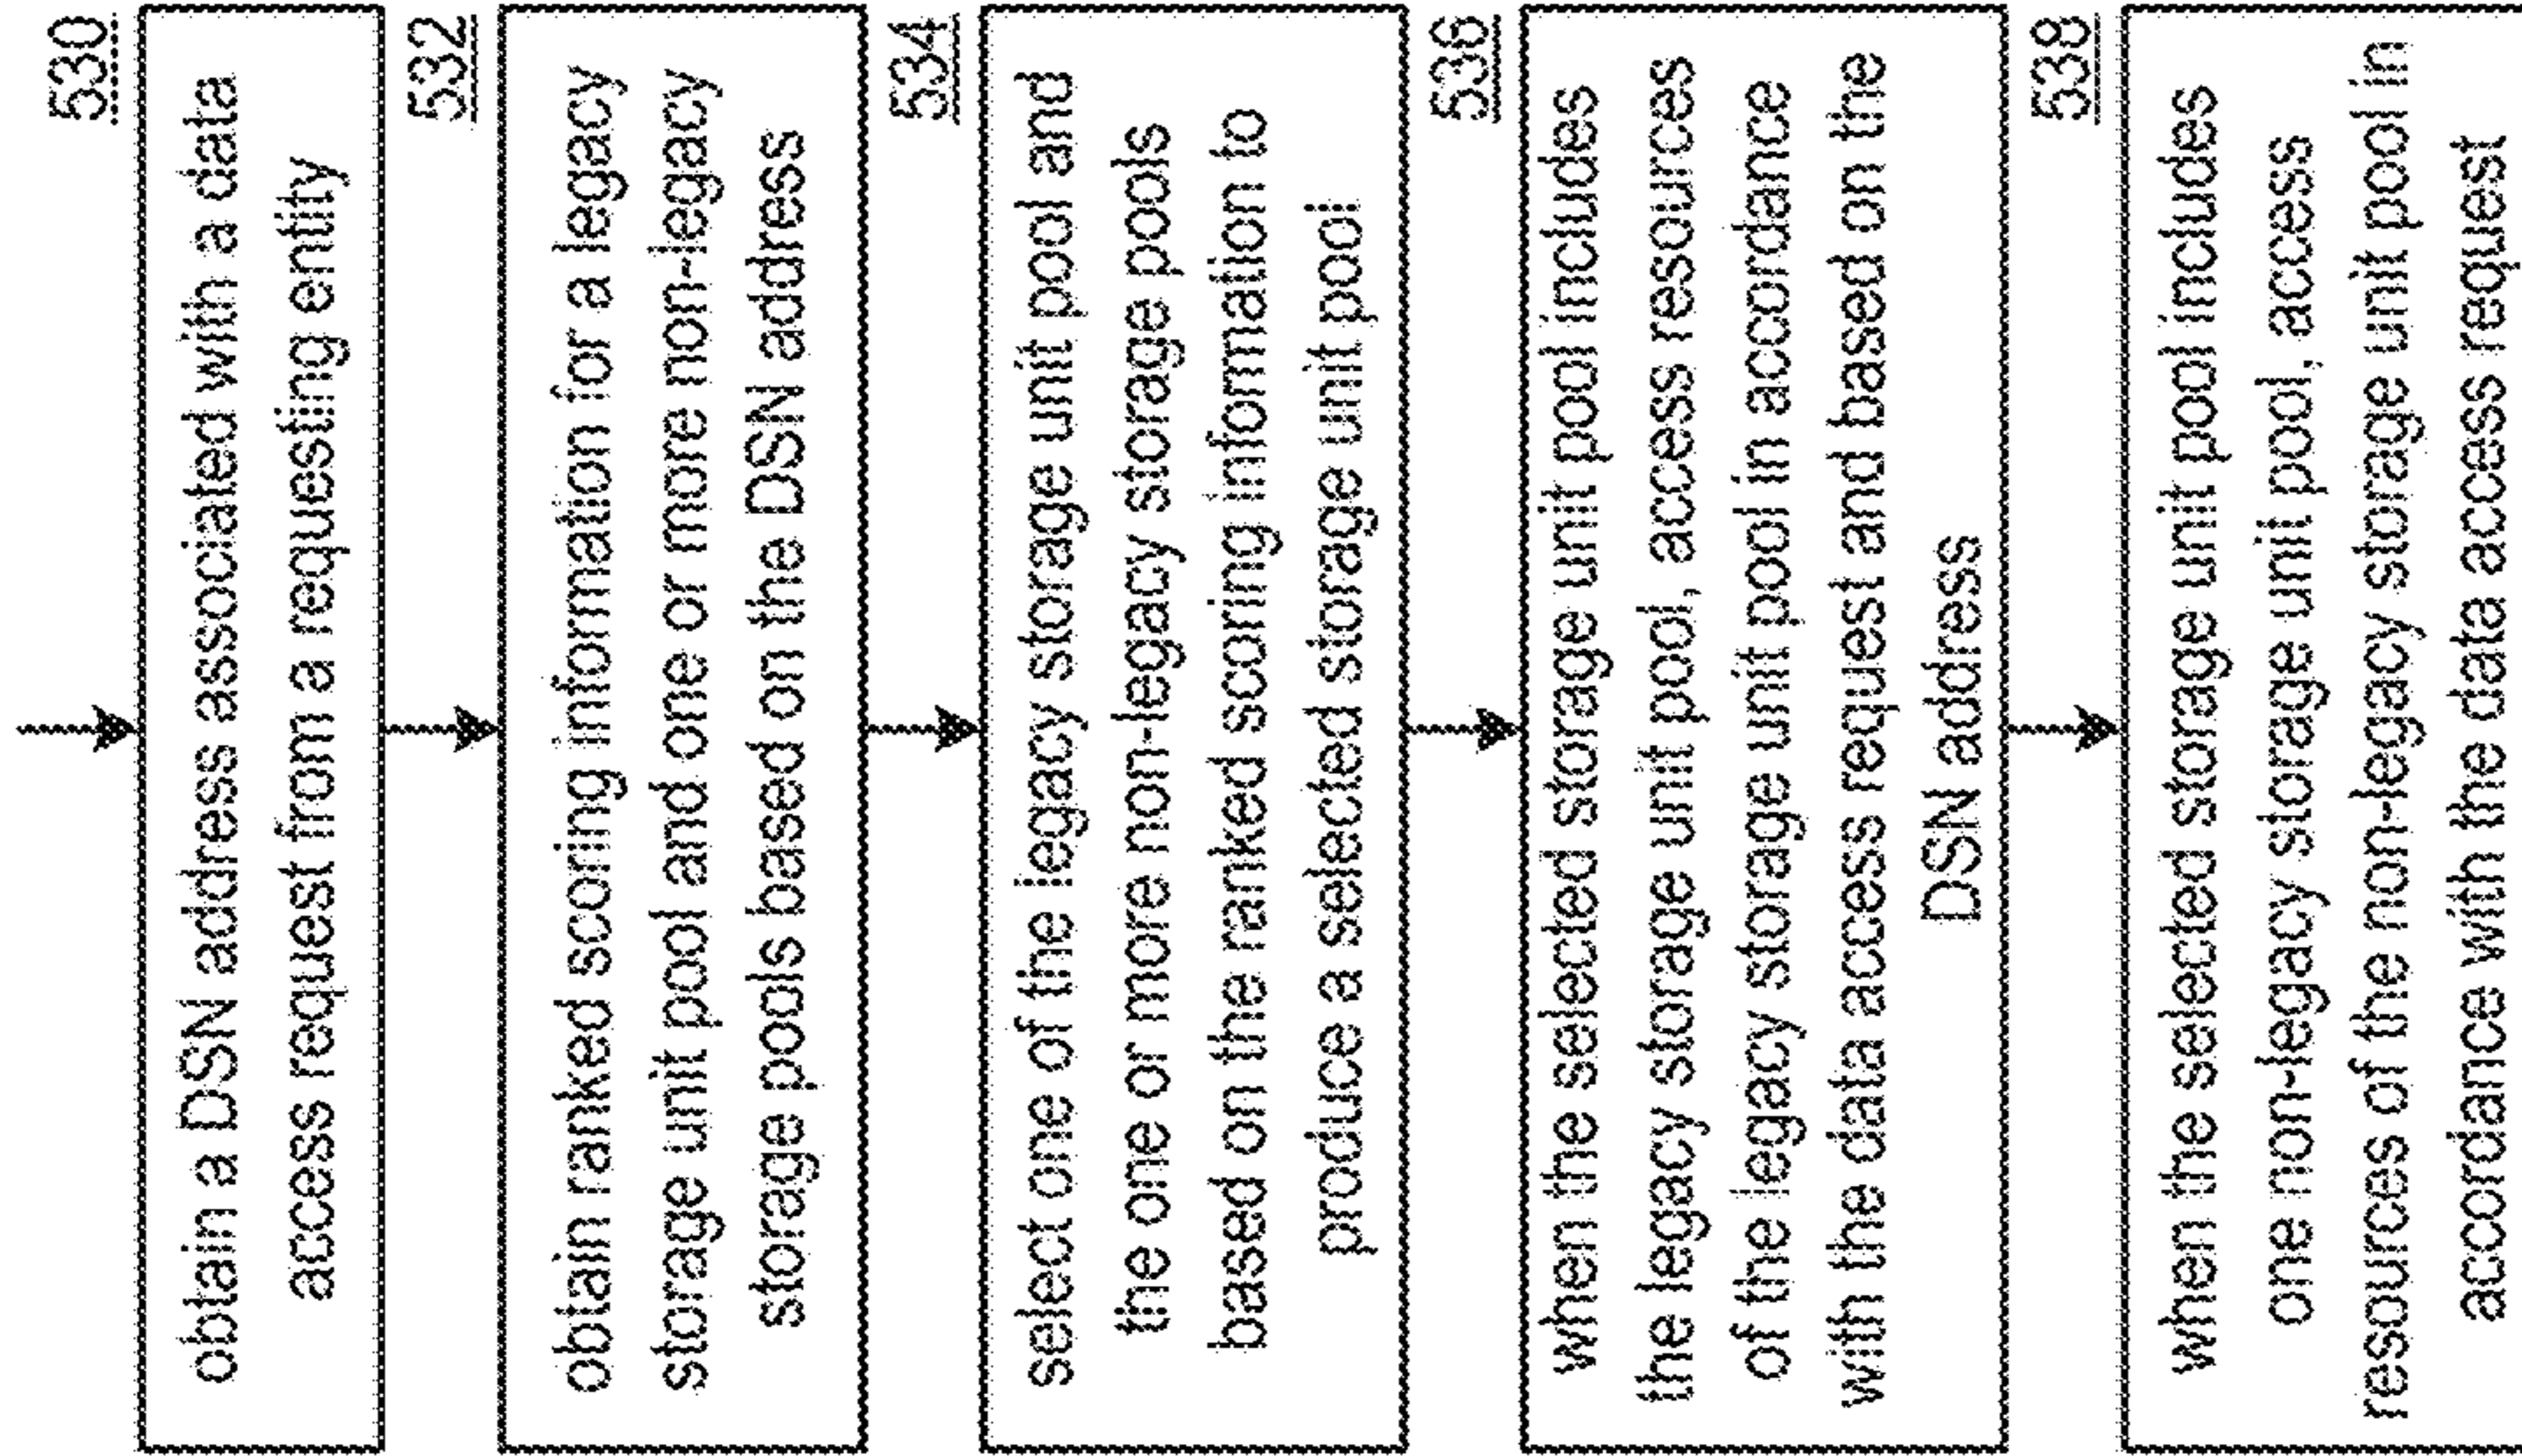 530
obtain a DSN address associated with a data
access request from a requesting entity
532
obtain ranked scoring information for a legacy
storage unit pool and one or more non-legacy
storage pools based on the DSN address
534
select one of the legacy storage unit pool and
the one or more non-legacy storage pools
based on the ranked scoring information to
produce a selected storage unit pool
536
when the selected storage unit pool includes
the legacy storage unit pool, access resources
of the legacy storage unit pool in accordance
with the data access request and based on the
DSN address
538
when the selected storage unit pool includes
one non-legacy storage unit pool, access
resources of the non-legacy storage unit pool in
accordance with the data access request